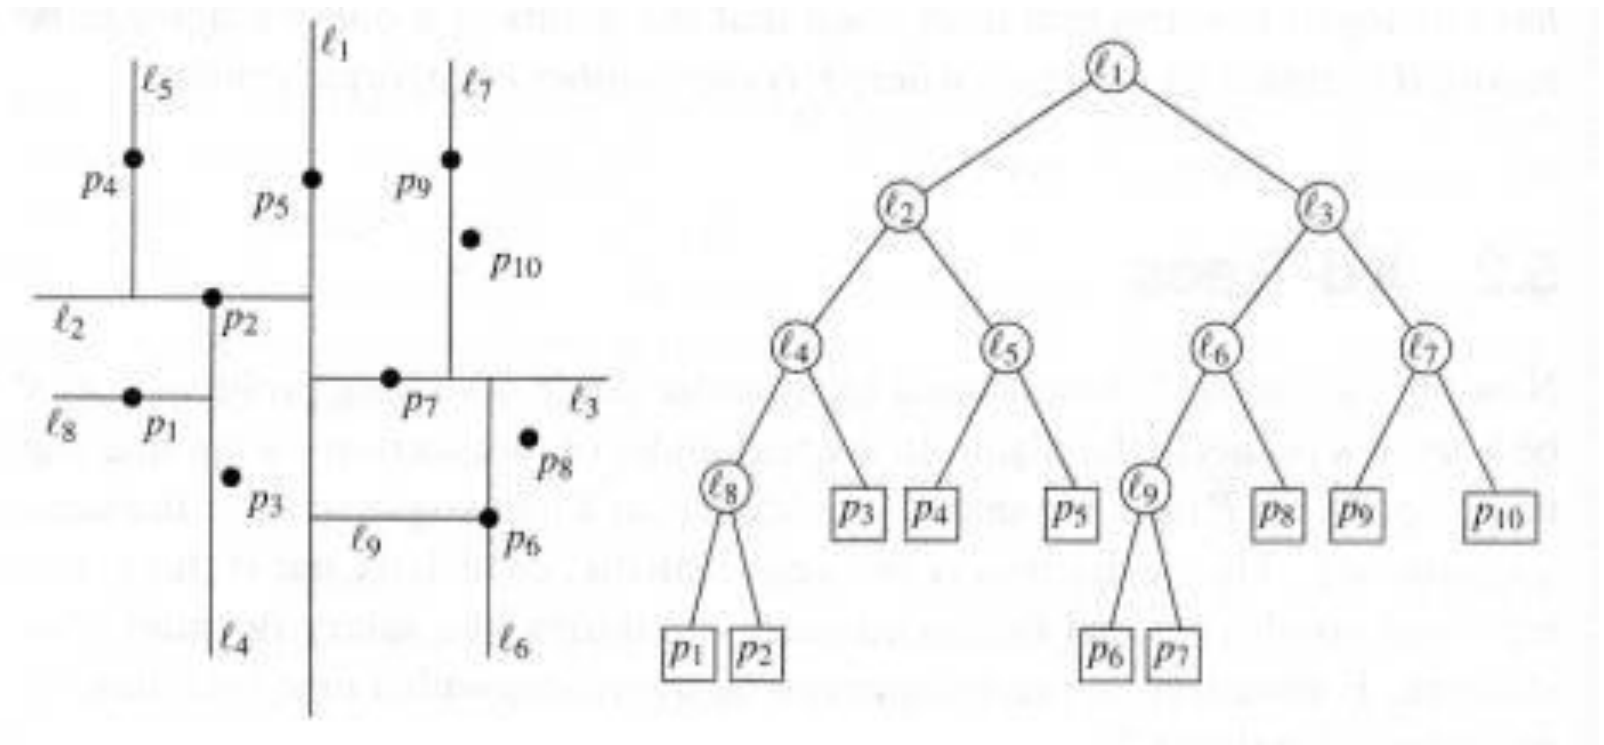 ℓ1
ℓ5
ℓ7
p4
p5
p9
p10
ℓ2
p2
p7
ℓ3
ℓ8
p1
p8
p3
ℓ9
p6
ℓ4
ℓ6
ℓ1
ℓ2 ℓ3
ℓ4 ℓ5 ℓ6 ℓ7
ℓ8 p3 p4 p5 ℓ9 p8 p9 p10
p1 p2 p6 p7